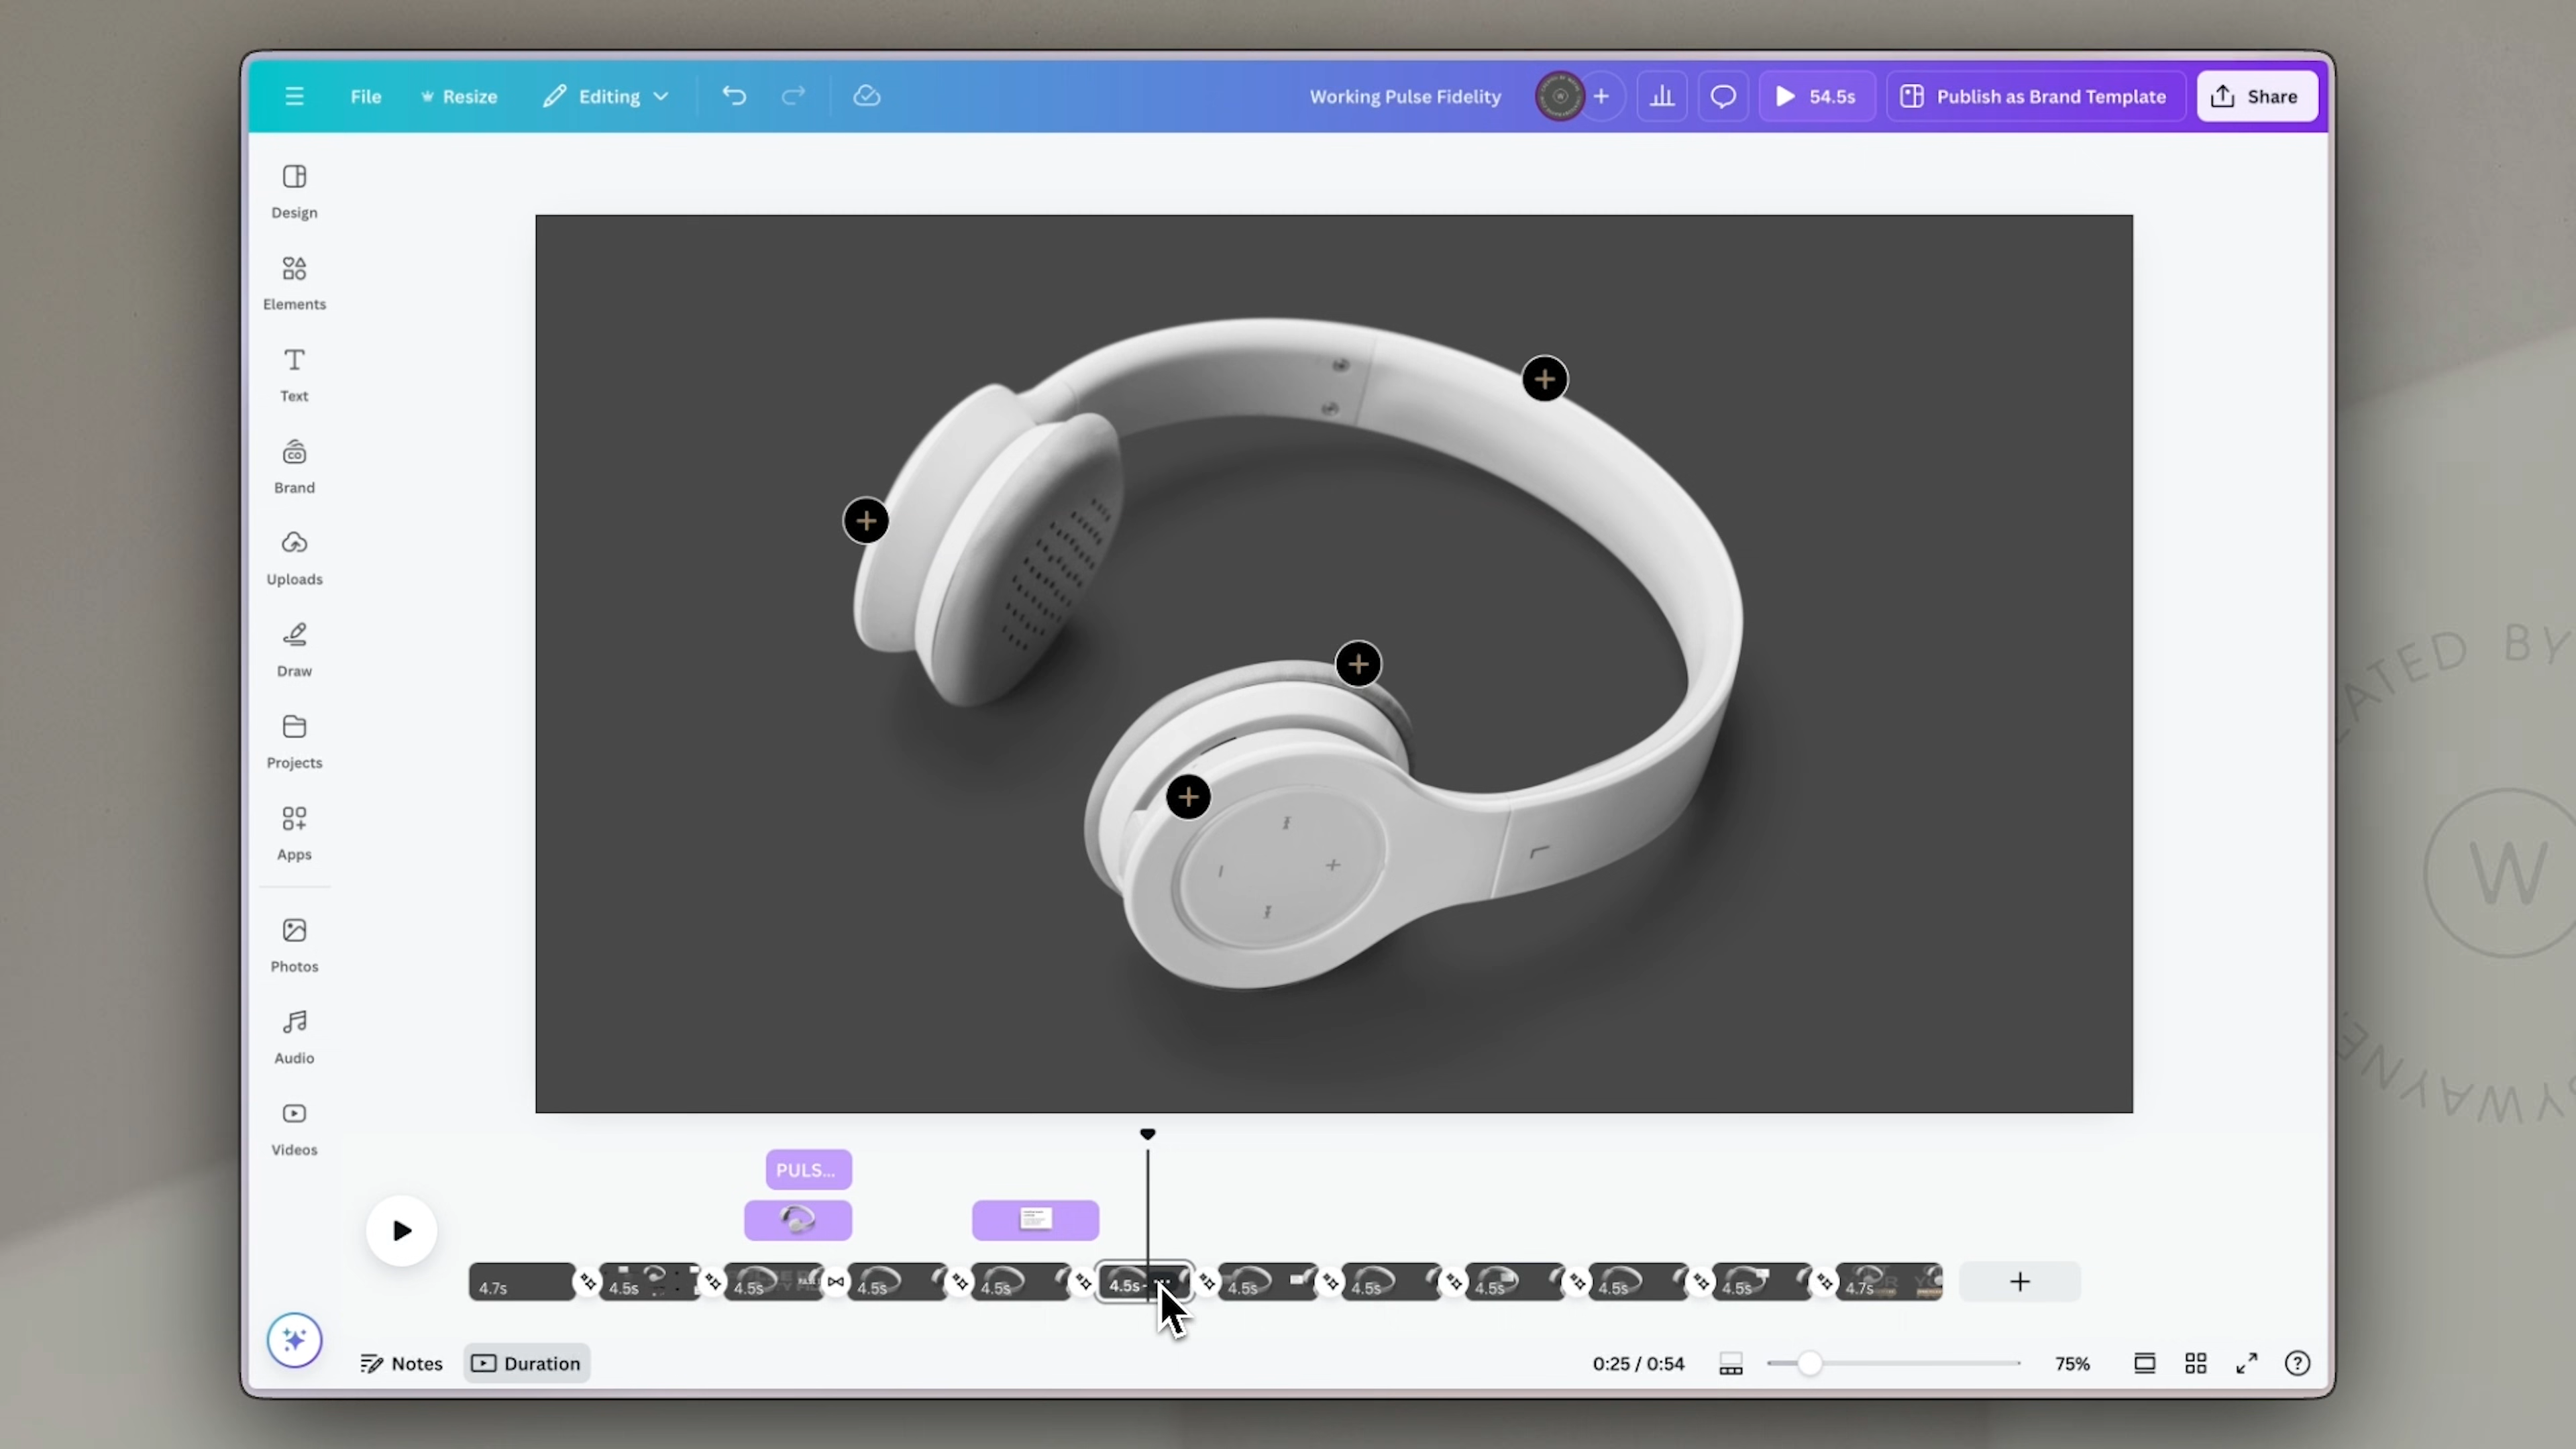 File
Resize
Editing
Working Pulse Fidelity
54.5s
Publish as Brand Template
Share
Design
Elements
Text
CO
Brand
Uploads
Draw
Projects
Apps
Photos
Audio
Videos
L
PULS...
4.7s
4.5s
4.5s
4.5s
4.5s
4.5s
4.5s
4.5s
4.5s
4.5s
4.5s
4.7s
Notes
Duration
0:25 / 0:54
75%
W